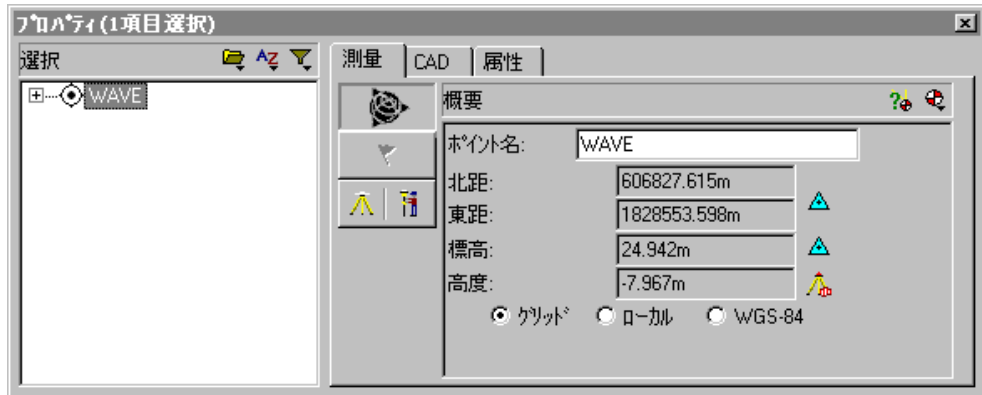 ﾌﾟﾛﾊﾟﾃｨ(1項目選択)
選択
WAVE
測量 CAD 属性
概要
ﾎﾟｲﾝﾄ名: WAVE
北距: 606827.615m
東距: 1828553.598m
標高: 24.942m
高度: -7.967m
ｸﾞﾘｯﾄﾞ ﾛｰｶﾙ WGS-84